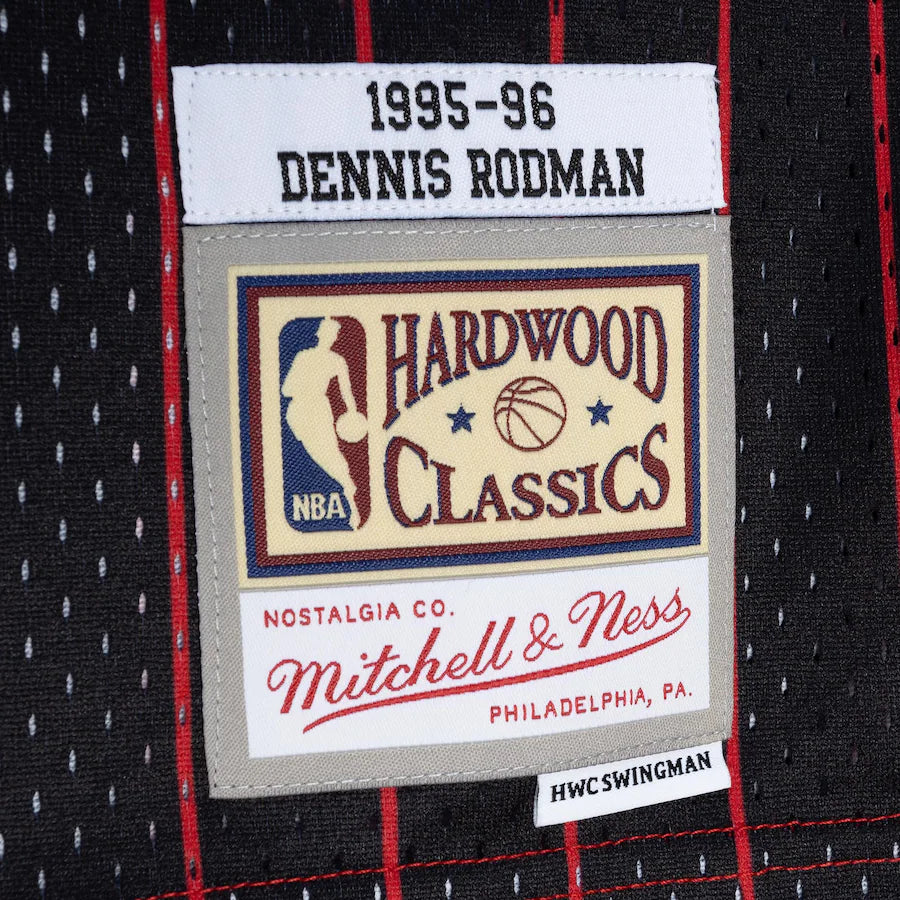 1995-96
DENNIS RODMAN
HARDWOOD
CLASSICS
NBA
NOSTALGIA CO.
Mitchell & Ness
PHILADELPHIA, PA.
HWC SWINGMAN